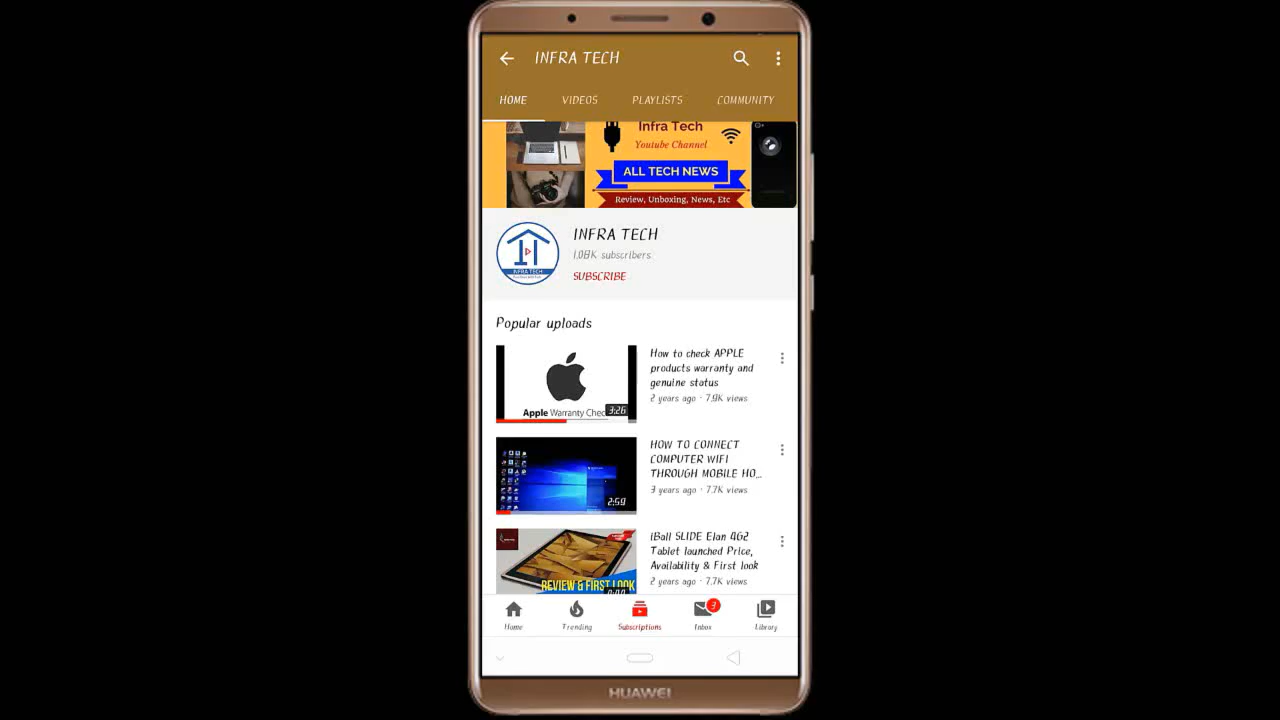 INFRA TECH
HOME VIDEOS PLAYLISTS COMMUNITY
Infra Tech
Youtube Channel
ALL TECH NEWS
Review, Unboxing, News, Etc
INFRA TECH
1.08K subscribers
INFRA TECH
SUBSCRIBE
Popular uploads
How to check APPLE
products warranty and
genuine status
2 years ago · 7.9K views
Apple Warranty Chec
3:26
HOW TO CONNECT
COMPUTER WIFI
THROUGH MOBILE HO...
3 years ago · 7.7K views
2:59
iBall SLIDE Elan 4G2
Tablet launched Price,
Availability & First look
2 years ago · 7.7K views
REVIEW & FIRST LOOK
7
Home Trending Subscriptions Inbox Library
HUAWEI